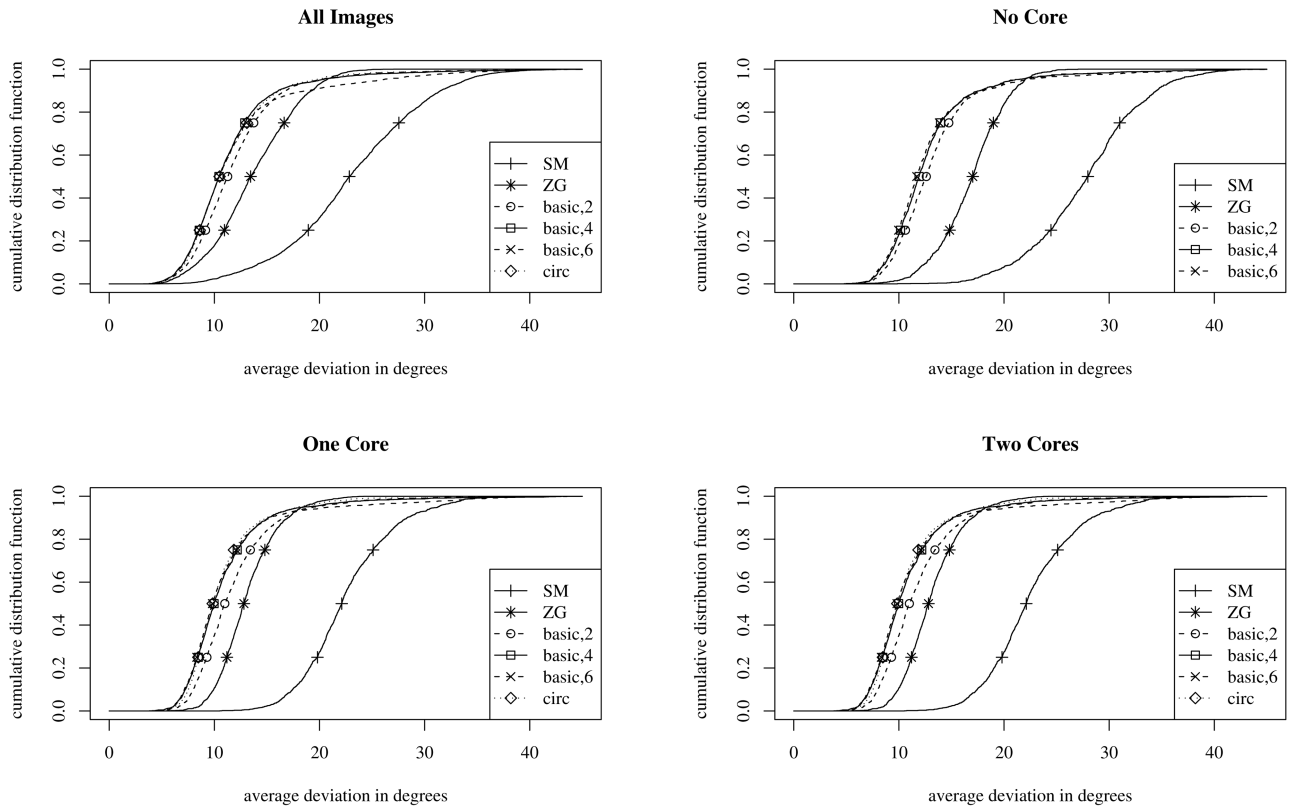 All Images
cumulative distribution function
1.0
0.8
0.6
0.4
0.2
0.0
0 10 20 30 40
average deviation in degrees
SM
ZG
basic,2
basic,4
basic,6
circ
No Core
cumulative distribution function
1.0
0.8
0.6
0.4
0.2
0.0
0 10 20 30 40
average deviation in degrees
SM
ZG
basic,2
basic,4
basic,6
One Core
cumulative distribution function
1.0
0.8
0.6
0.4
0.2
0.0
0 10 20 30 40
average deviation in degrees
SM
ZG
basic,2
basic,4
basic,6
circ
Two Cores
cumulative distribution function
1.0
0.8
0.6
0.4
0.2
0.0
0 10 20 30 40
average deviation in degrees
SM
ZG
basic,2
basic,4
basic,6
circ